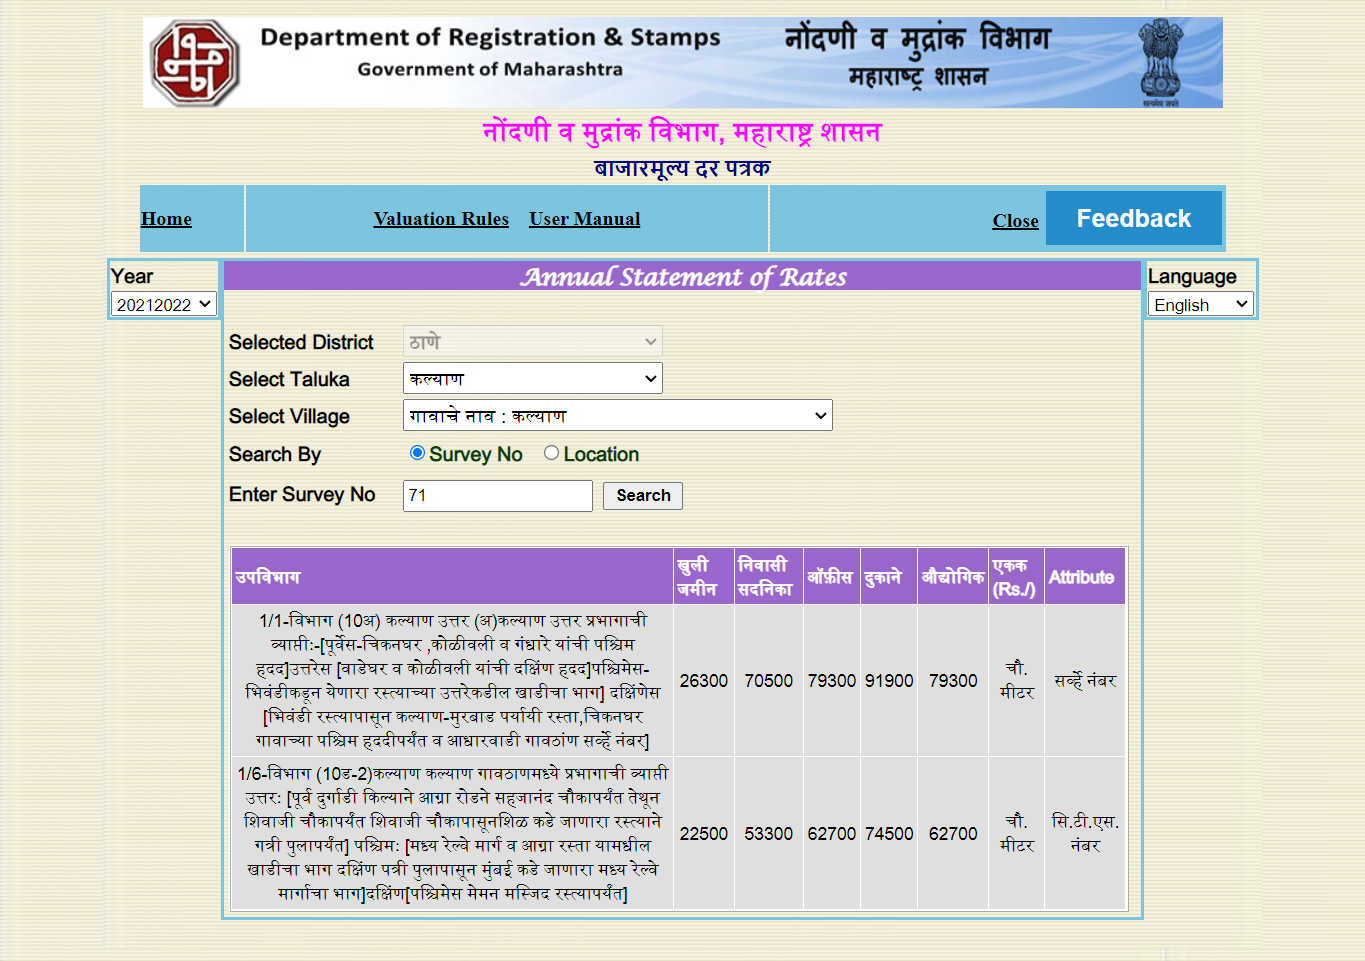 Department of Registration & Stamps
Government of Maharashtra
नोंदणी व मुद्रांक विभाग
महाराष्ट्र शासन
सत्यमेव जयते
नोंदणी व मुद्रांक विभाग, महाराष्ट्र शासन
बाजारमूल्य दर पत्रक
Home Valuation Rules User Manual Close Feedback
Year Annual Statement of Rates Language
20212022 English
Selected District ठाणे
Select Taluka कल्याण
Select Village गावाचे नाव : कल्याण
Search By Survey No Location
Enter Survey No 71 Search
उपविभाग खुली जमीन निवासी सदनिका ऑफ़ीस दुकाने औद्योगिक एकक (Rs./) Attribute
1/1-विभाग (10अ) कल्याण उत्तर (अ)कल्याण उत्तर प्रभागाची
व्याप्ती:-[पूर्वेस-चिकनघर ,कोळीवली व गंधारे यांची पश्चिम
हदद]उत्तरेस [वाडेघर व कोळीवली यांची दक्षिंण हदद]पश्चिमेस-
भिवंडीकडून येणारा रस्त्याच्या उत्तरेकडील खाडीचा भाग] दक्षिंणेस
[भिवंडी रस्त्यापासून कल्याण-मुरबाड पर्यायी रस्ता,चिकनघर
गावाच्या पश्चिम हददीपर्यंत व आधारवाडी गावठांण सर्व्हे नंबर]
26300 70500 79300 91900 79300 चौ. मीटर सर्व्हे नंबर
1/6-विभाग (10ड-2)कल्याण कल्याण गावठाणमध्ये प्रभागाची व्याप्ती
उत्तर: [पूर्व दुर्गाडी किल्याने आग्रा रोडने सहजानंद चौकापर्यंत तेथून
शिवाजी चौकापर्यंत शिवाजी चौकापासूनशिळ कडे जाणारा रस्त्याने
गत्री पुलापर्यंत] पश्चिम: [मध्य रेल्वे मार्ग व आग्रा रस्ता यामधील
खाडीचा भाग दक्षिंण पत्री पुलापासून मुंबई कडे जाणारा मध्य रेल्वे
मार्गाचा भाग]दक्षिंण[पश्चिमेस मेमन मस्जिद रस्त्यापर्यंत]
22500 53300 62700 74500 62700 चौ. मीटर सि.टी.एस. नंबर